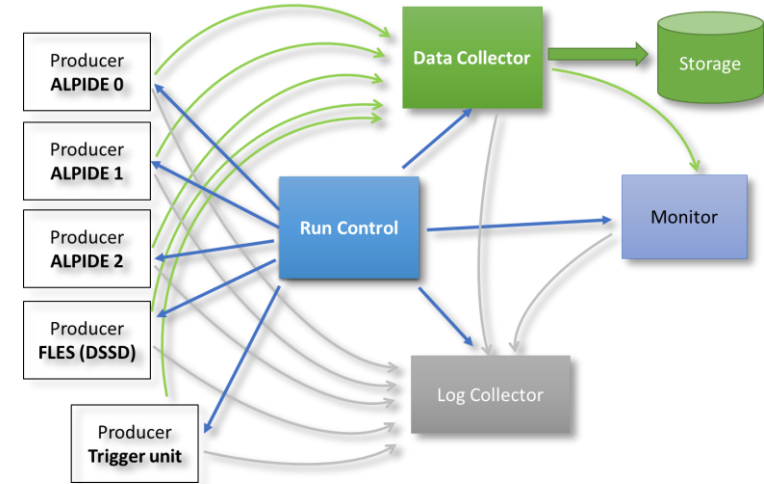 Producer
ALPIDE 0
Data Collector
Storage
Producer
ALPIDE 1
Run Control
Monitor
Producer
ALPIDE 2
Producer
FLES (DSSD)
Log Collector
Producer
Trigger unit